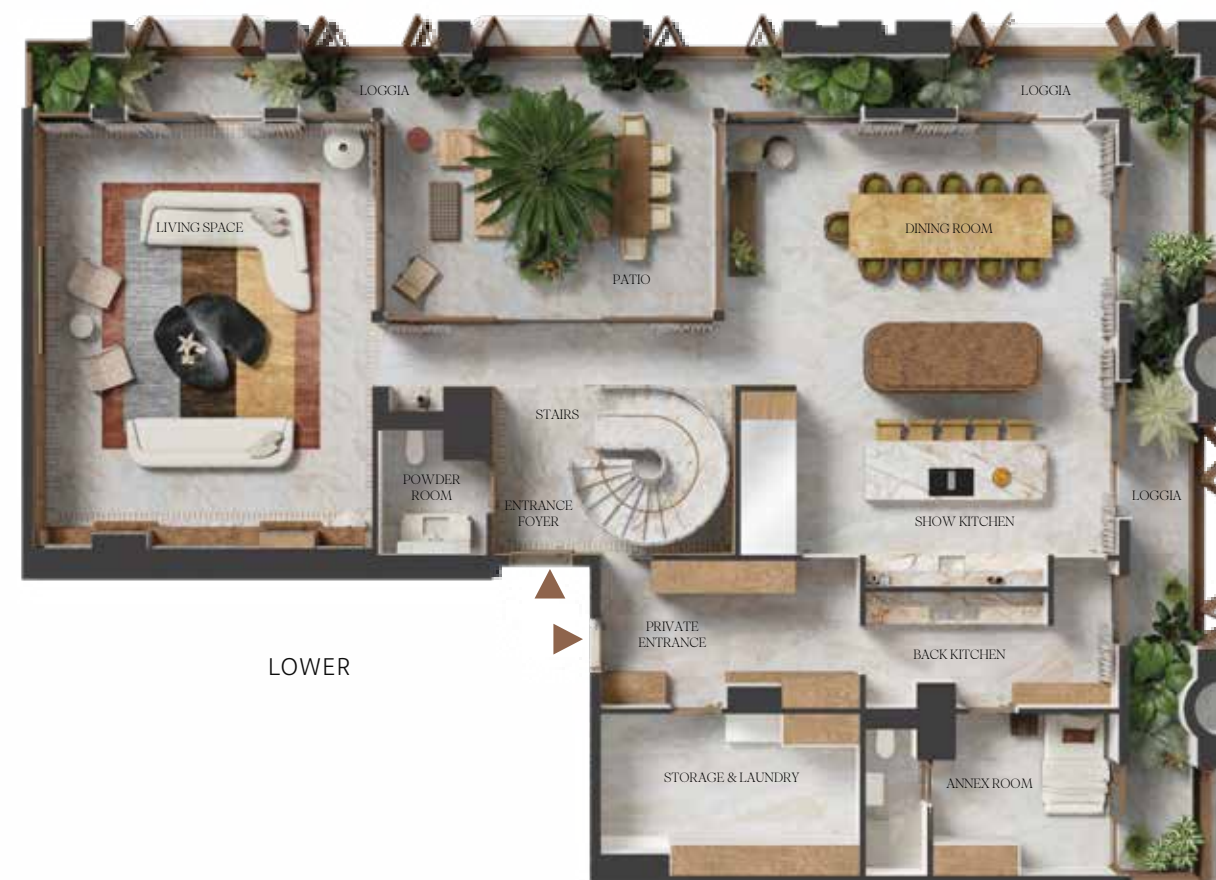 LOGGIA
LOGGIA
LIVING SPACE
DINING ROOM
PATIO
STAIRS
POWDER
ROOM
ENTRANCE
FOYER
LOGGIA
SHOW KITCHEN
PRIVATE
ENTRANCE
BACK KITCHEN
LOWER
STORAGE & LAUNDRY
ANNEX ROOM